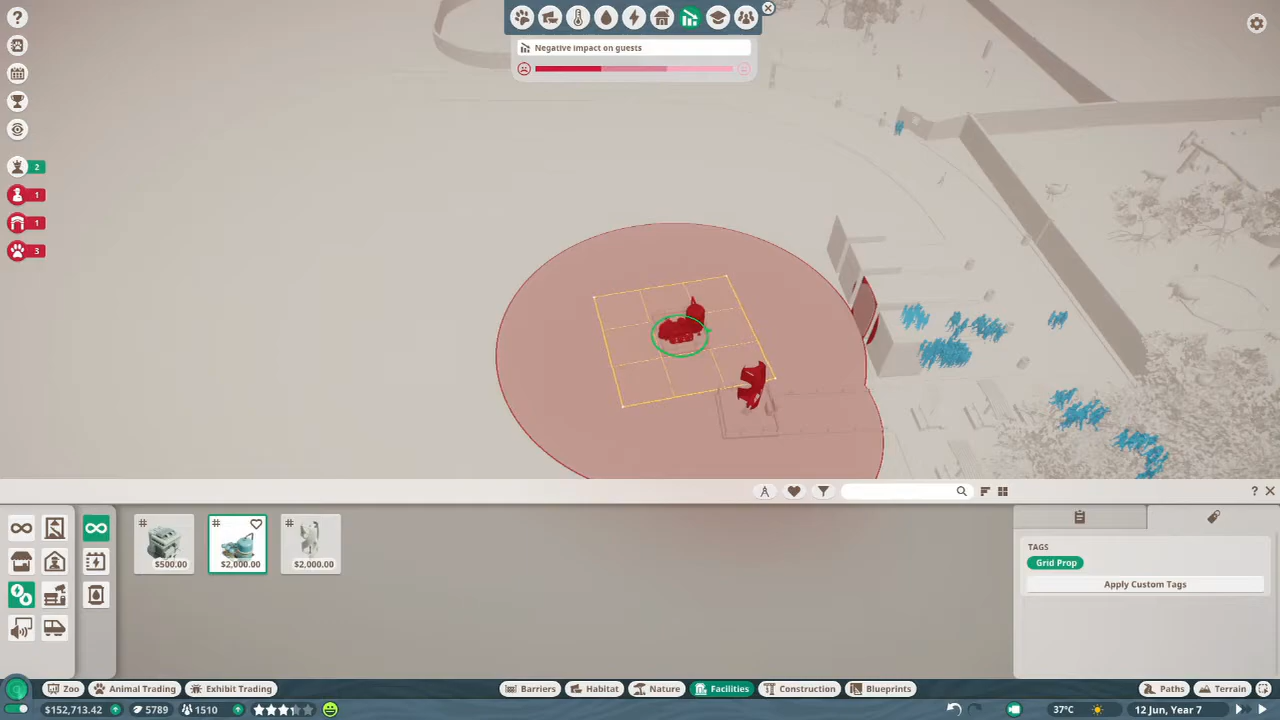 ?
Negative impact on guests
2
1
1
3
?
$500.00
$2,000.00
$2,000.00
TAGS
Grid Prop
Apply Custom Tags
Zoo
Animal Trading
Exhibit Trading
Barriers
Habitat
Nature
Facilities
Construction
Blueprints
Paths
Terrain
$152,713.42
5789
1510
37°C
12 Jun, Year 7